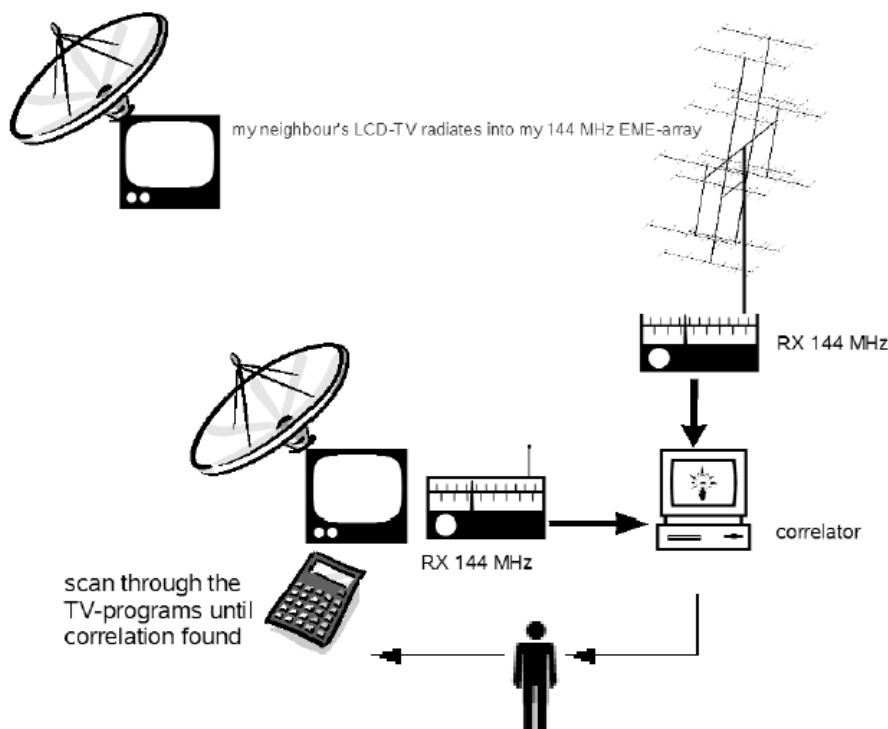 my neighbour's LCD-TV radiates into my 144 MHz EME-array
RX 144 MHz
RX 144 MHz
correlator
scan through the
TV-programs until
correlation found